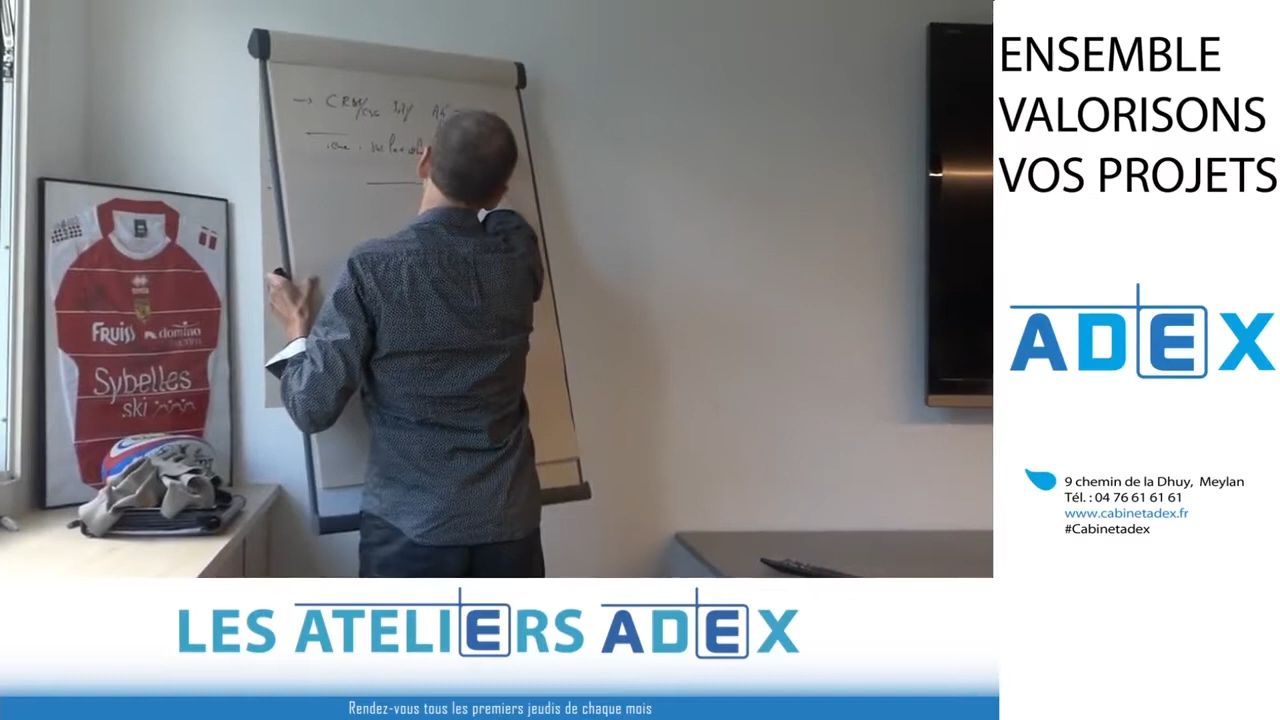 ENSEMBLE
VALORISONS
VOS PROJETS
ADEX
9 chemin de la Dhuy, Meylan
Tél. : 04 76 61 61 61
www.cabinetadex.fr
#Cabinetadex
FRUISS domino
Sybelles
ski
LES ATELIERS ADEX
Rendez-vous tous les premiers jeudis de chaque mois